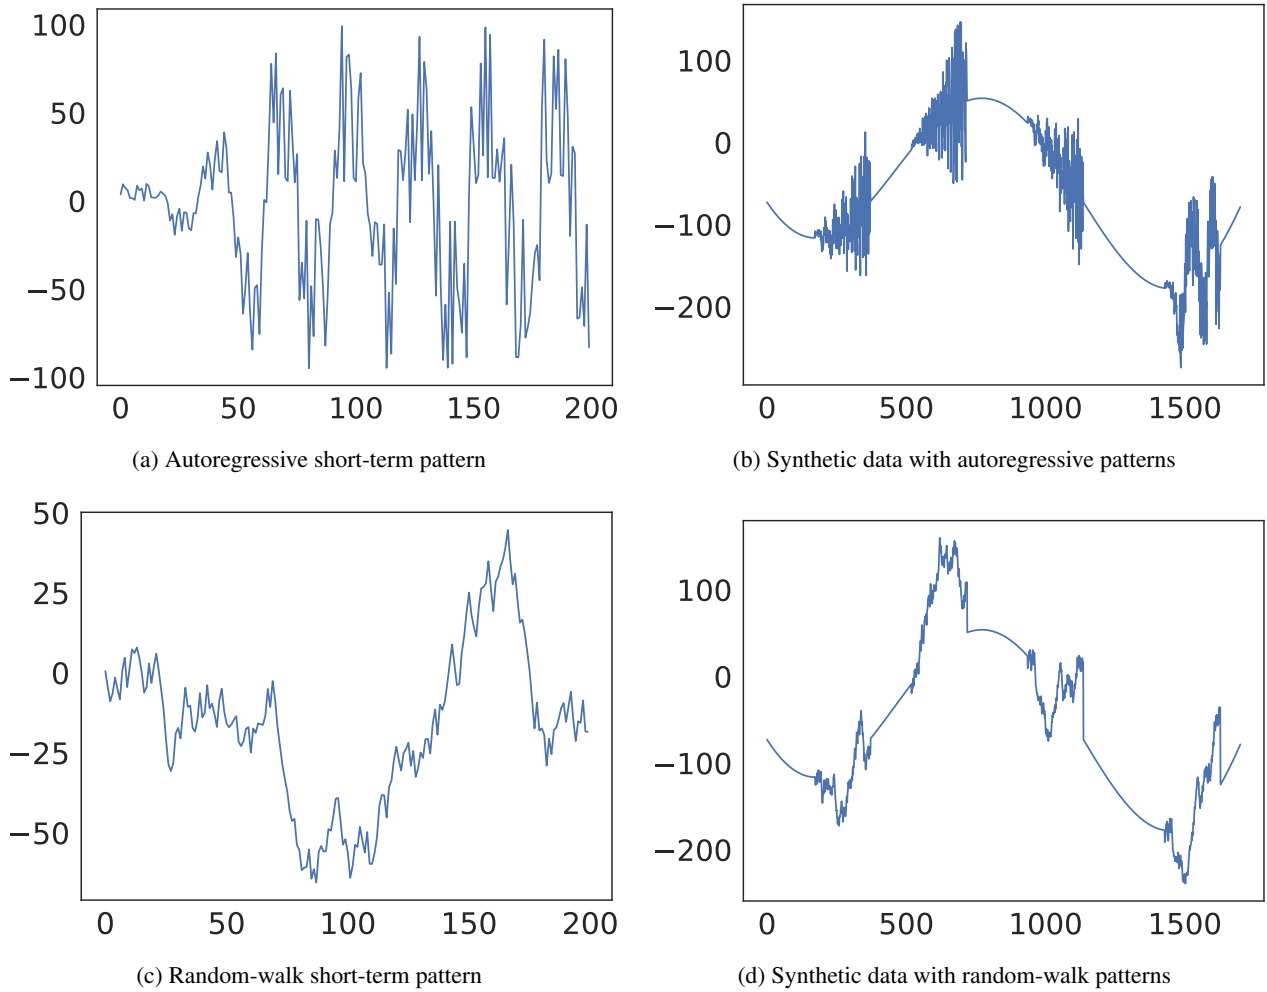 100
50
0
−50
−100
0 50 100 150 200
(a) Autoregressive short-term pattern
100
0
−100
−200
0 500 1000 1500
(b) Synthetic data with autoregressive patterns
50
25
0
−25
−50
0 50 100 150 200
(c) Random-walk short-term pattern
100
0
−100
−200
0 500 1000 1500
(d) Synthetic data with random-walk patterns